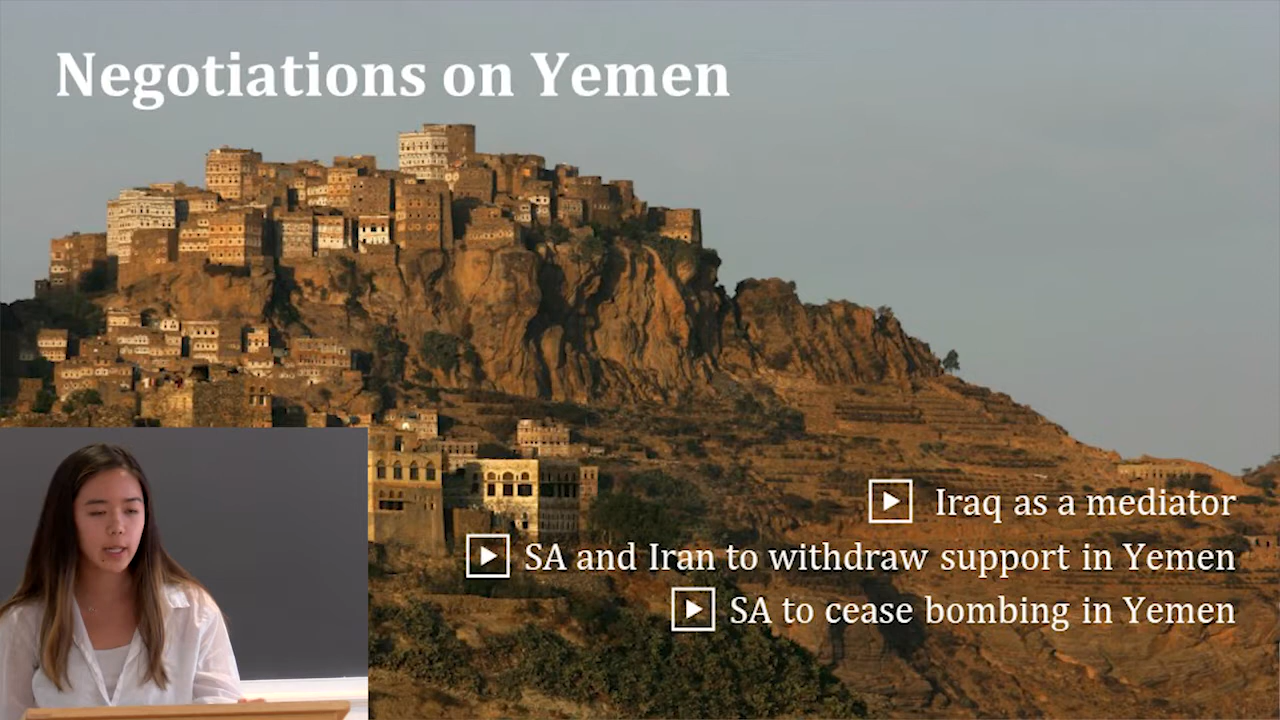 Negotiations on Yemen
Iraq as a mediator
SA and Iran to withdraw support in Yemen
SA to cease bombing in Yemen